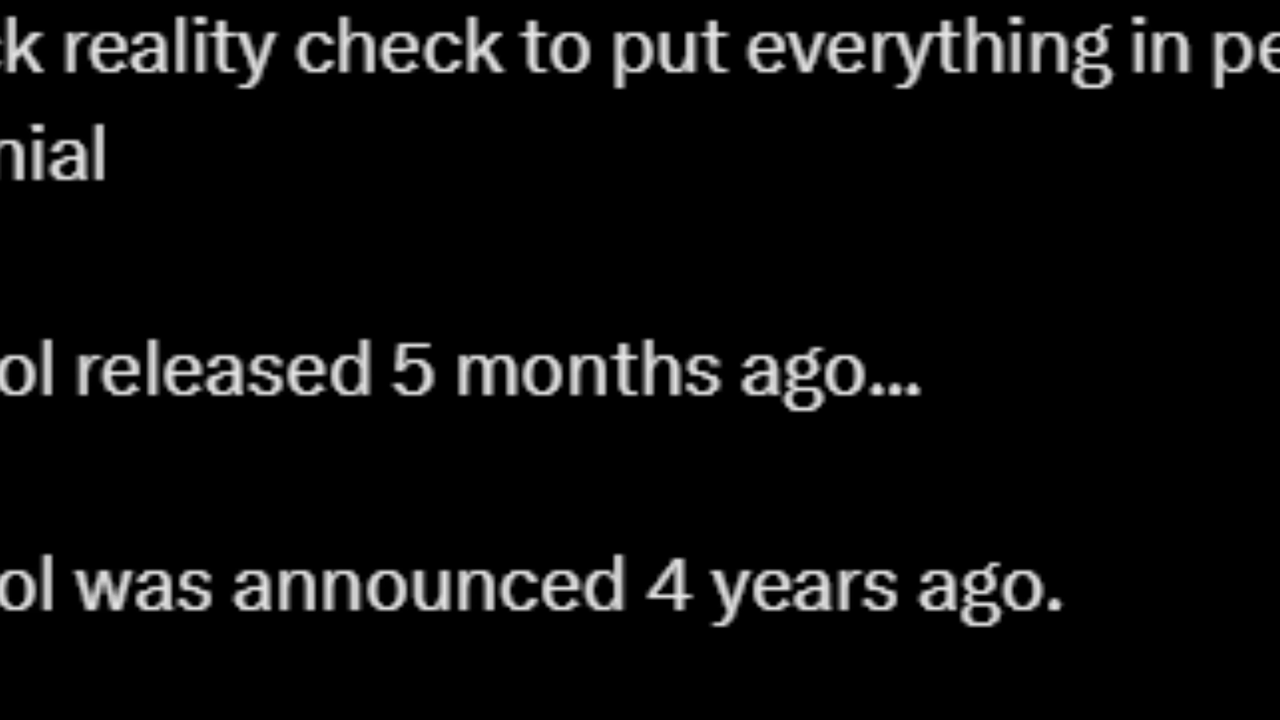 reality check to put everything in
released 5 months ago...
was announced 4 years ago.